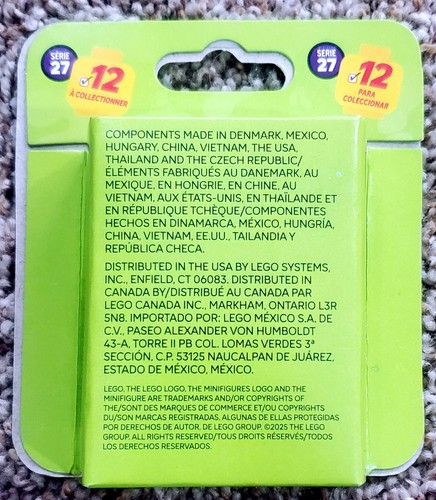 SÉRIE
27
12
À COLLECTIONNER
SÉRIE
27
12
PARA
COLECCIONAR
COMPONENTS MADE IN DENMARK, MEXICO,
HUNGARY, CHINA, VIETNAM, THE USA,
THAILAND AND THE CZECH REPUBLIC/
ÉLÉMENTS FABRIQUÉS AU DANEMARK, AU
MEXIQUE, EN HONGRIE, EN CHINE, AU
VIETNAM, AUX ÉTATS-UNIS, EN THAÏLANDE ET
EN RÉPUBLIQUE TCHÈQUE/COMPONENTES
HECHOS EN DINAMARCA, MÉXICO, HUNGRÍA,
CHINA, VIETNAM, EE.UU., TAILANDIA Y
REPÚBLICA CHECA.
DISTRIBUTED IN THE USA BY LEGO SYSTEMS,
INC., ENFIELD, CT 06083. DISTRIBUTED IN
CANADA BY/DISTRIBUÉ AU CANADA PAR
LEGO CANADA INC., MARKHAM, ONTARIO L3R
5N8. IMPORTADO POR: LEGO MÉXICO S.A. DE
C.V., PASEO ALEXANDER VON HUMBOLDT
43-A, TORRE II PB COL. LOMAS VERDES 3ª
SECCIÓN, C.P. 53125 NAUCALPAN DE JUÁREZ,
ESTADO DE MÉXICO, MÉXICO.
LEGO, THE LEGO LOGO, THE MINIFIGURES LOGO AND THE
MINIFIGURE ARE TRADEMARKS AND/OR COPYRIGHTS OF
THE/SONT DES MARQUES DE COMMERCE ET/OU COPYRIGHTS
DU/SON MARCAS REGISTRADAS, ALGUNAS DE ELLAS PROTEGIDAS
POR DERECHOS DE AUTOR, DE LEGO GROUP. ©2025 THE LEGO
GROUP. ALL RIGHTS RESERVED/TOUS DROITS RÉSERVÉS/TODOS
LOS DERECHOS RESERVADOS.